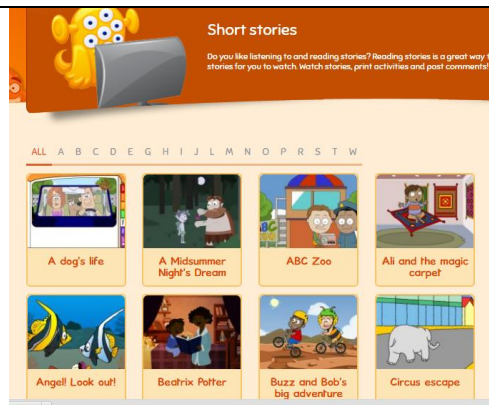 Short stories
Do you like listening to and reading stories? Reading stories is a great way t
stories for you to watch. Watch stories, print activities and post comments!
ALL A B C D E G H I J L M N O P R S T W
A dog's life
A Midsummer
Night's Dream
ABC Zoo
Ali and the magic
carpet
Angel! Look out!
Beatrix Potter
Buzz and Bob's
big adventure
Circus escape